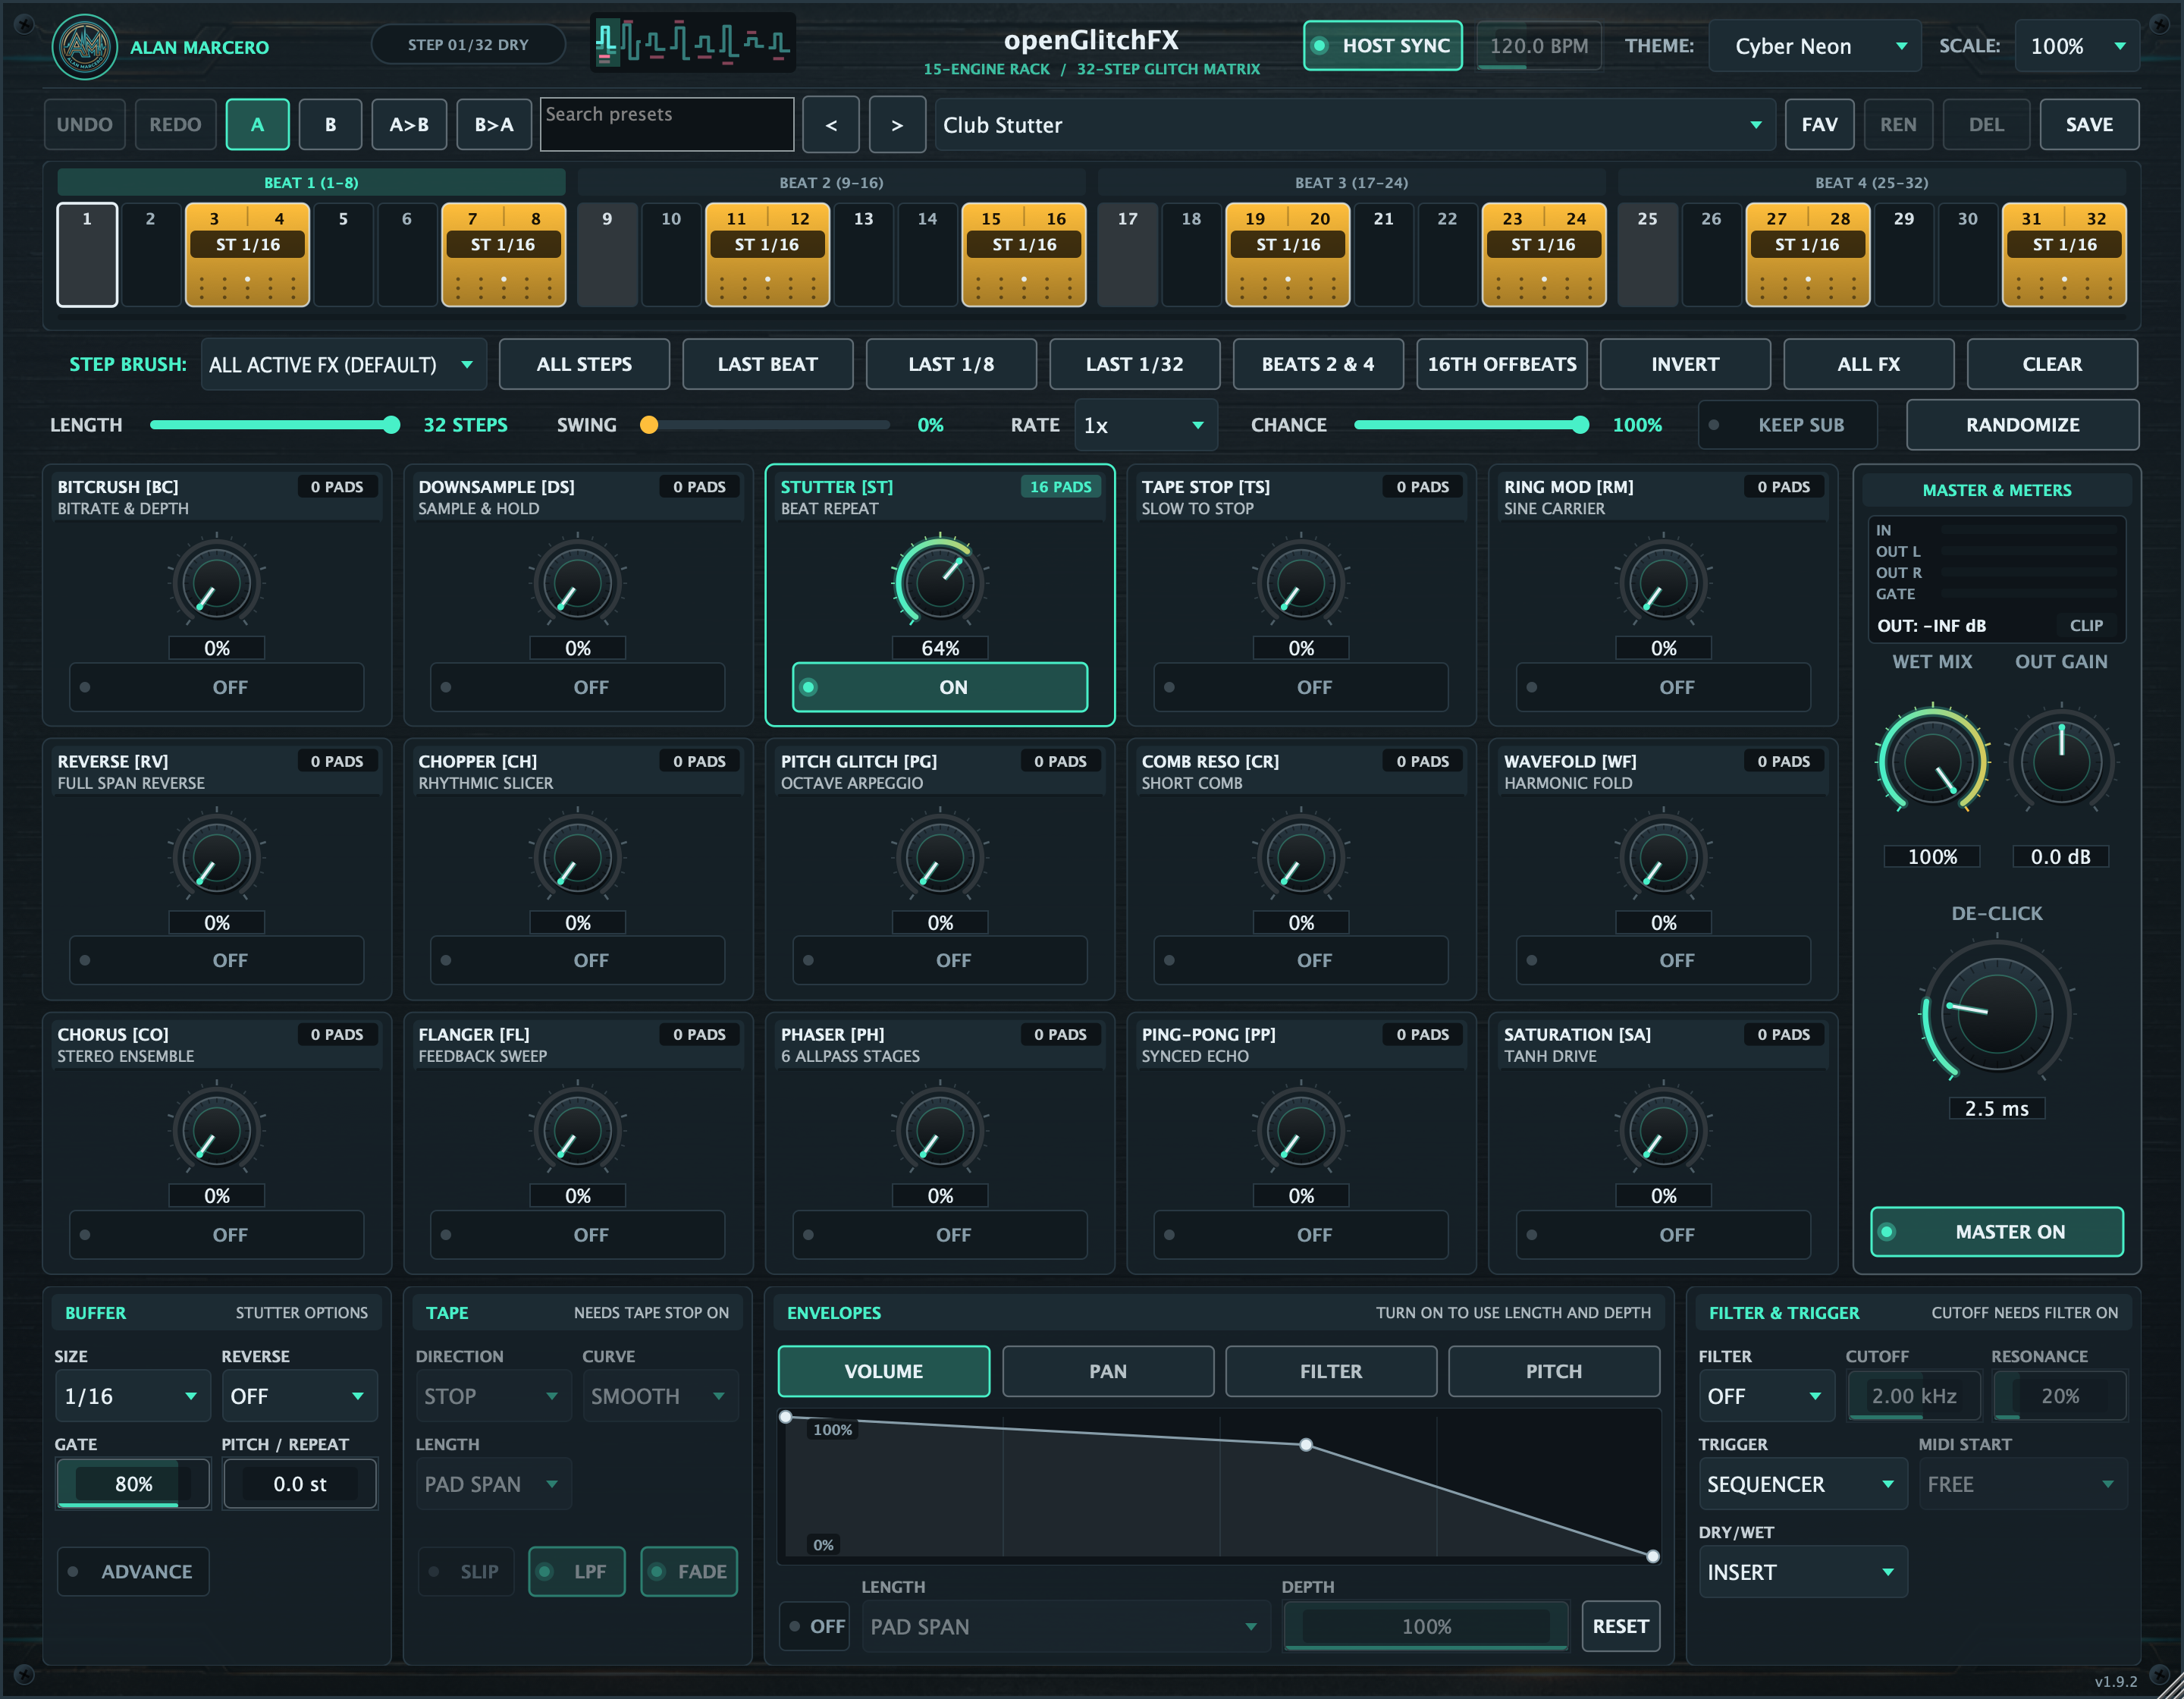 ALAN MARCERO
STEP 01/32 DRY
openGlitchFX
15-ENGINE RACK / 32-STEP GLITCH MATRIX
HOST SYNC
120.0 BPM
THEME:
Cyber Neon
SCALE:
100%
UNDO
REDO
A
B
A>B
B>A
Search presets
<
>
Club Stutter
FAV
REN
DEL
SAVE
BEAT 1 (1-8)
BEAT 2 (9-16)
BEAT 3 (17-24)
BEAT 4 (25-32)
1 2 3 4 5 6 7 8 9 10 11 12 13 14 15 16 17 18 19 20 21 22 23 24 25 26 27 28 29 30 31 32
ST 1/16 ST 1/16 ST 1/16 ST 1/16 ST 1/16 ST 1/16 ST 1/16 ST 1/16
STEP BRUSH:
ALL ACTIVE FX (DEFAULT)
ALL STEPS
LAST BEAT
LAST 1/8
LAST 1/32
BEATS 2 & 4
16TH OFFBEATS
INVERT
ALL FX
CLEAR
LENGTH
32 STEPS
SWING
0%
RATE
1x
CHANCE
100%
KEEP SUB
RANDOMIZE
BITCRUSH [BC]
0 PADS
BITRATE & DEPTH
0%
OFF
DOWNSAMPLE [DS]
0 PADS
SAMPLE & HOLD
0%
OFF
STUTTER [ST]
16 PADS
BEAT REPEAT
64%
ON
TAPE STOP [TS]
0 PADS
SLOW TO STOP
0%
OFF
RING MOD [RM]
0 PADS
SINE CARRIER
0%
OFF
REVERSE [RV]
0 PADS
FULL SPAN REVERSE
0%
OFF
CHOPPER [CH]
0 PADS
RHYTHMIC SLICER
0%
OFF
PITCH GLITCH [PG]
0 PADS
OCTAVE ARPEGGIO
0%
OFF
COMB RESO [CR]
0 PADS
SHORT COMB
0%
OFF
WAVEFOLD [WF]
0 PADS
HARMONIC FOLD
0%
OFF
CHORUS [CO]
0 PADS
STEREO ENSEMBLE
0%
OFF
FLANGER [FL]
0 PADS
FEEDBACK SWEEP
0%
OFF
PHASER [PH]
0 PADS
6 ALLPASS STAGES
0%
OFF
PING-PONG [PP]
0 PADS
SYNCED ECHO
0%
OFF
SATURATION [SA]
0 PADS
TANH DRIVE
0%
OFF
MASTER & METERS
IN
OUT L
OUT R
GATE
OUT: -INF dB
CLIP
WET MIX
OUT GAIN
100%
0.0 dB
DE-CLICK
2.5 ms
MASTER ON
BUFFER
STUTTER OPTIONS
SIZE
REVERSE
1/16
OFF
GATE
PITCH / REPEAT
80%
0.0 st
ADVANCE
TAPE
NEEDS TAPE STOP ON
DIRECTION
CURVE
STOP
SMOOTH
LENGTH
PAD SPAN
SLIP
LPF
FADE
ENVELOPES
TURN ON TO USE LENGTH AND DEPTH
VOLUME
PAN
FILTER
PITCH
100%
0%
LENGTH
DEPTH
OFF
PAD SPAN
100%
RESET
FILTER & TRIGGER
CUTOFF NEEDS FILTER ON
FILTER
CUTOFF
RESONANCE
OFF
2.00 kHz
20%
TRIGGER
MIDI START
SEQUENCER
FREE
DRY/WET
INSERT
v1.9.2